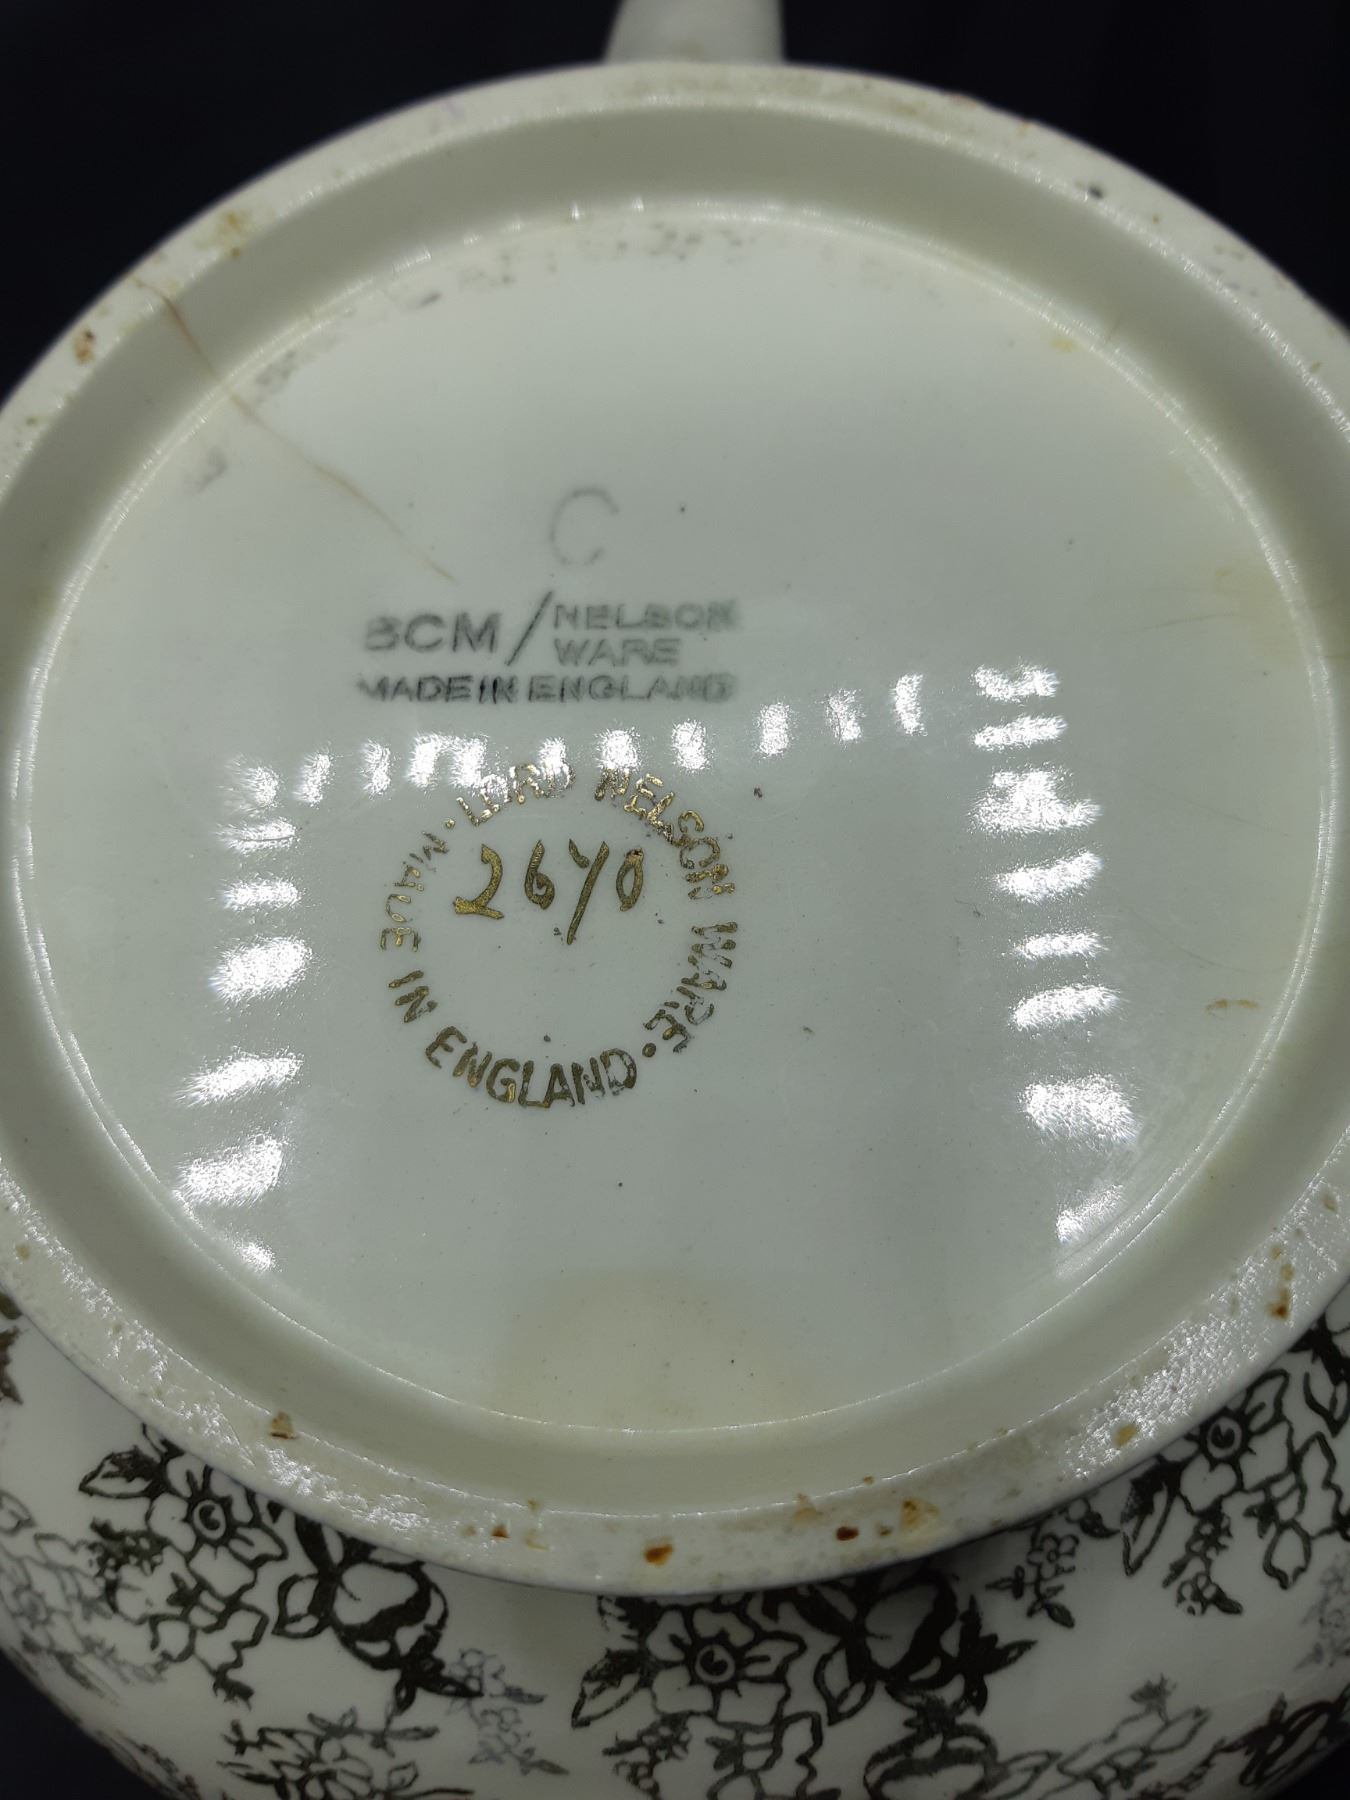 C
BCM/NELSON
WARE
MADE IN ENGLAND
· LORD NELSON WARE ·
MADE IN ENGLAND
2670